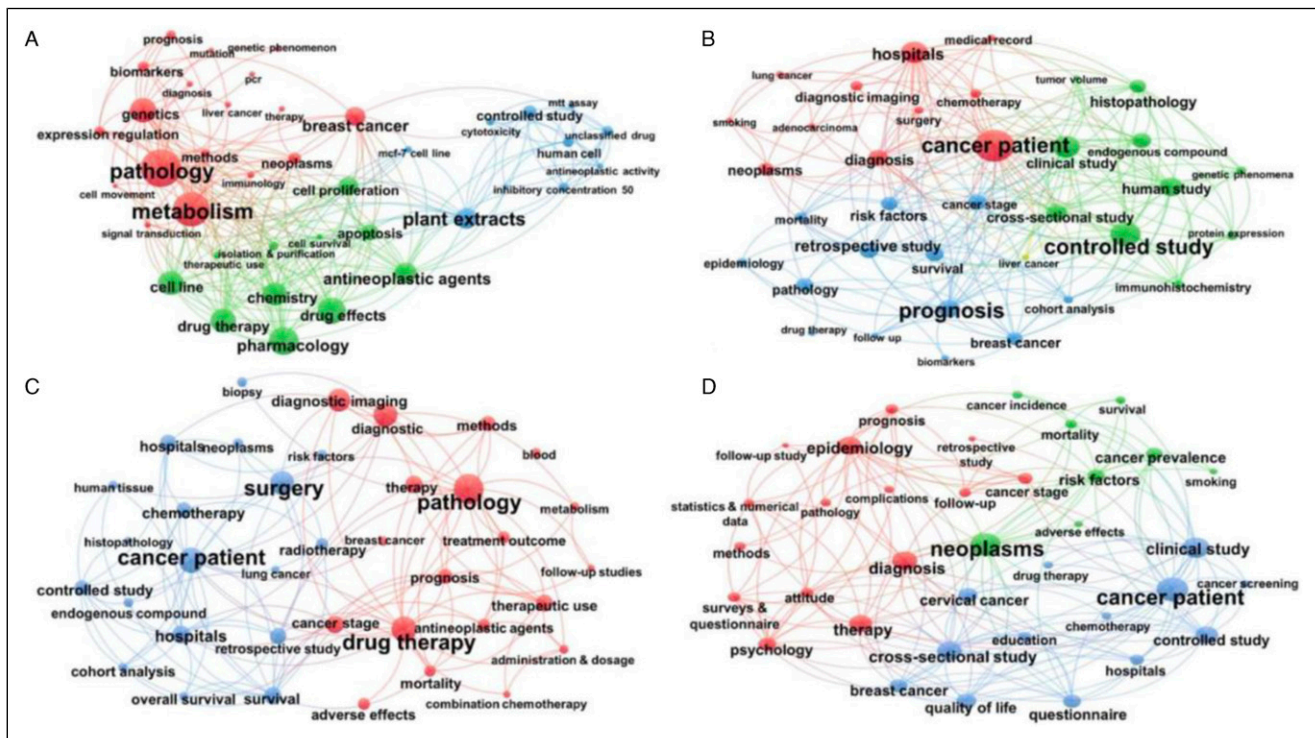 A
prognosis
mutation
genetic phenomenon
biomarkers
pcr
diagnosis
genetics
liver cancer
therapy
expression regulation
breast cancer
controlled study
mtt assay
cytotoxicity
unclassified drug
methods
mcf-7 cell line
human cell
pathology
neoplasms
antineoplastic activity
cell movement
immunology
cell proliferation
inhibitory concentration 50
metabolism
plant extracts
signal transduction
apoptosis
cell survival
isolation & purification
therapeutic use
cell line
chemistry
antineoplastic agents
drug effects
drug therapy
pharmacology
B
medical record
hospitals
lung cancer
tumor volume
diagnostic imaging
chemotherapy
histopathology
smoking
adenocarcinoma
surgery
cancer patient
endogenous compound
diagnosis
clinical study
neoplasms
genetic phenomena
human study
cancer stage
mortality
risk factors
cross-sectional study
protein expression
retrospective study
controlled study
epidemiology
survival
liver cancer
pathology
immunohistochemistry
prognosis
cohort analysis
drug therapy
follow up
breast cancer
biomarkers
C
biopsy
diagnostic imaging
diagnostic
methods
hospitals
neoplasms
risk factors
blood
human tissue
surgery
therapy
pathology
chemotherapy
metabolism
histopathology
breast cancer
treatment outcome
radiotherapy
cancer patient
lung cancer
prognosis
follow-up studies
controlled study
endogenous compound
therapeutic use
cancer stage
antineoplastic agents
hospitals
retrospective study
drug therapy
cohort analysis
administration & dosage
mortality
overall survival
survival
combination chemotherapy
adverse effects
D
cancer incidence
survival
prognosis
mortality
epidemiology
retrospective
study
cancer prevalence
follow-up study
risk factors
smoking
complications
cancer stage
statistics & numerical
data
pathology
follow-up
adverse effects
methods
neoplasms
clinical study
diagnosis
drug therapy
cancer screening
surveys &
questionnaire
attitude
cervical cancer
cancer patient
chemotherapy
therapy
education
controlled study
psychology
cross-sectional study
hospitals
breast cancer
quality of life
questionnaire